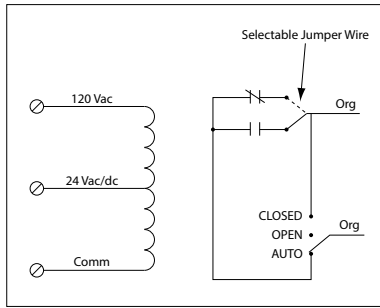 Selectable Jumper Wire
120 Vac
Org
24 Vac/dc
CLOSED
OPEN
Org
AUTO
Comm